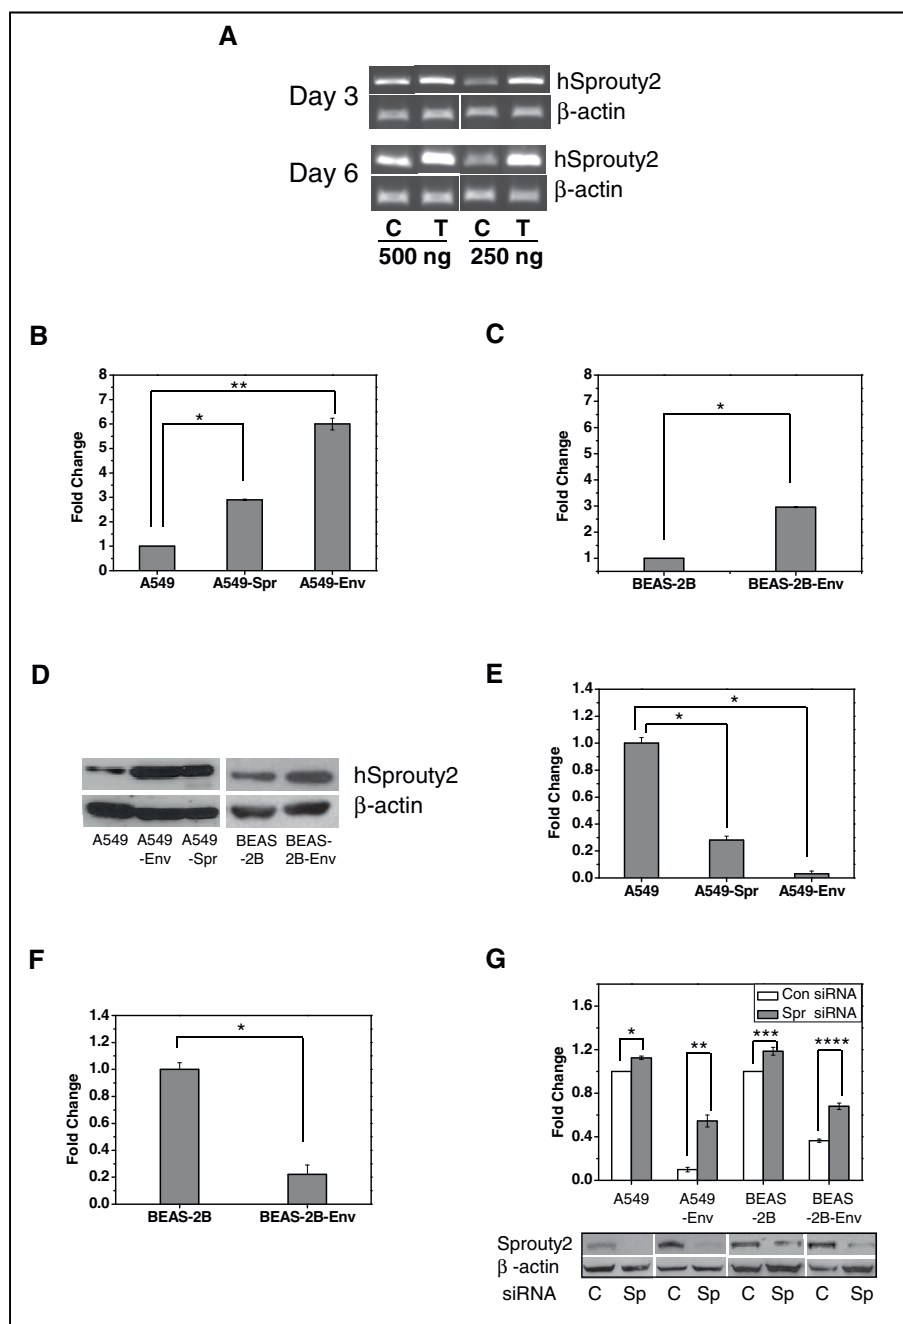 A
Day 3
hSprouty2
β-actin
Day 6
hSprouty2
β-actin
C T C T
500 ng 250 ng
B
Fold Change
8
7
6
5
4
3
2
1
0
**
*
A549 A549-Spr A549-Env
C
Fold Change
8
7
6
5
4
3
2
1
*
BEAS-2B BEAS-2B-Env
D
hSprouty2
β-actin
A549 A549 A549 BEAS BEAS-
-Env -Spr -2B 2B-Env
E
Fold Change
1.4
1.2
1.0
0.8
0.6
0.4
0.2
0.0
*
*
A549 A549-Spr A549-Env
F
Fold Change
1.4
1.2
1.0
0.8
0.6
0.4
0.2
0.0
*
BEAS-2B BEAS-2B-Env
G
Fold Change
1.6
1.2
0.8
0.4
0.0
Con siRNA
Spr siRNA
* ** *** ****
A549 A549 BEAS BEAS
-Env -2B -2B-Env
Sprouty2
β -actin
siRNA C Sp C Sp C Sp C Sp